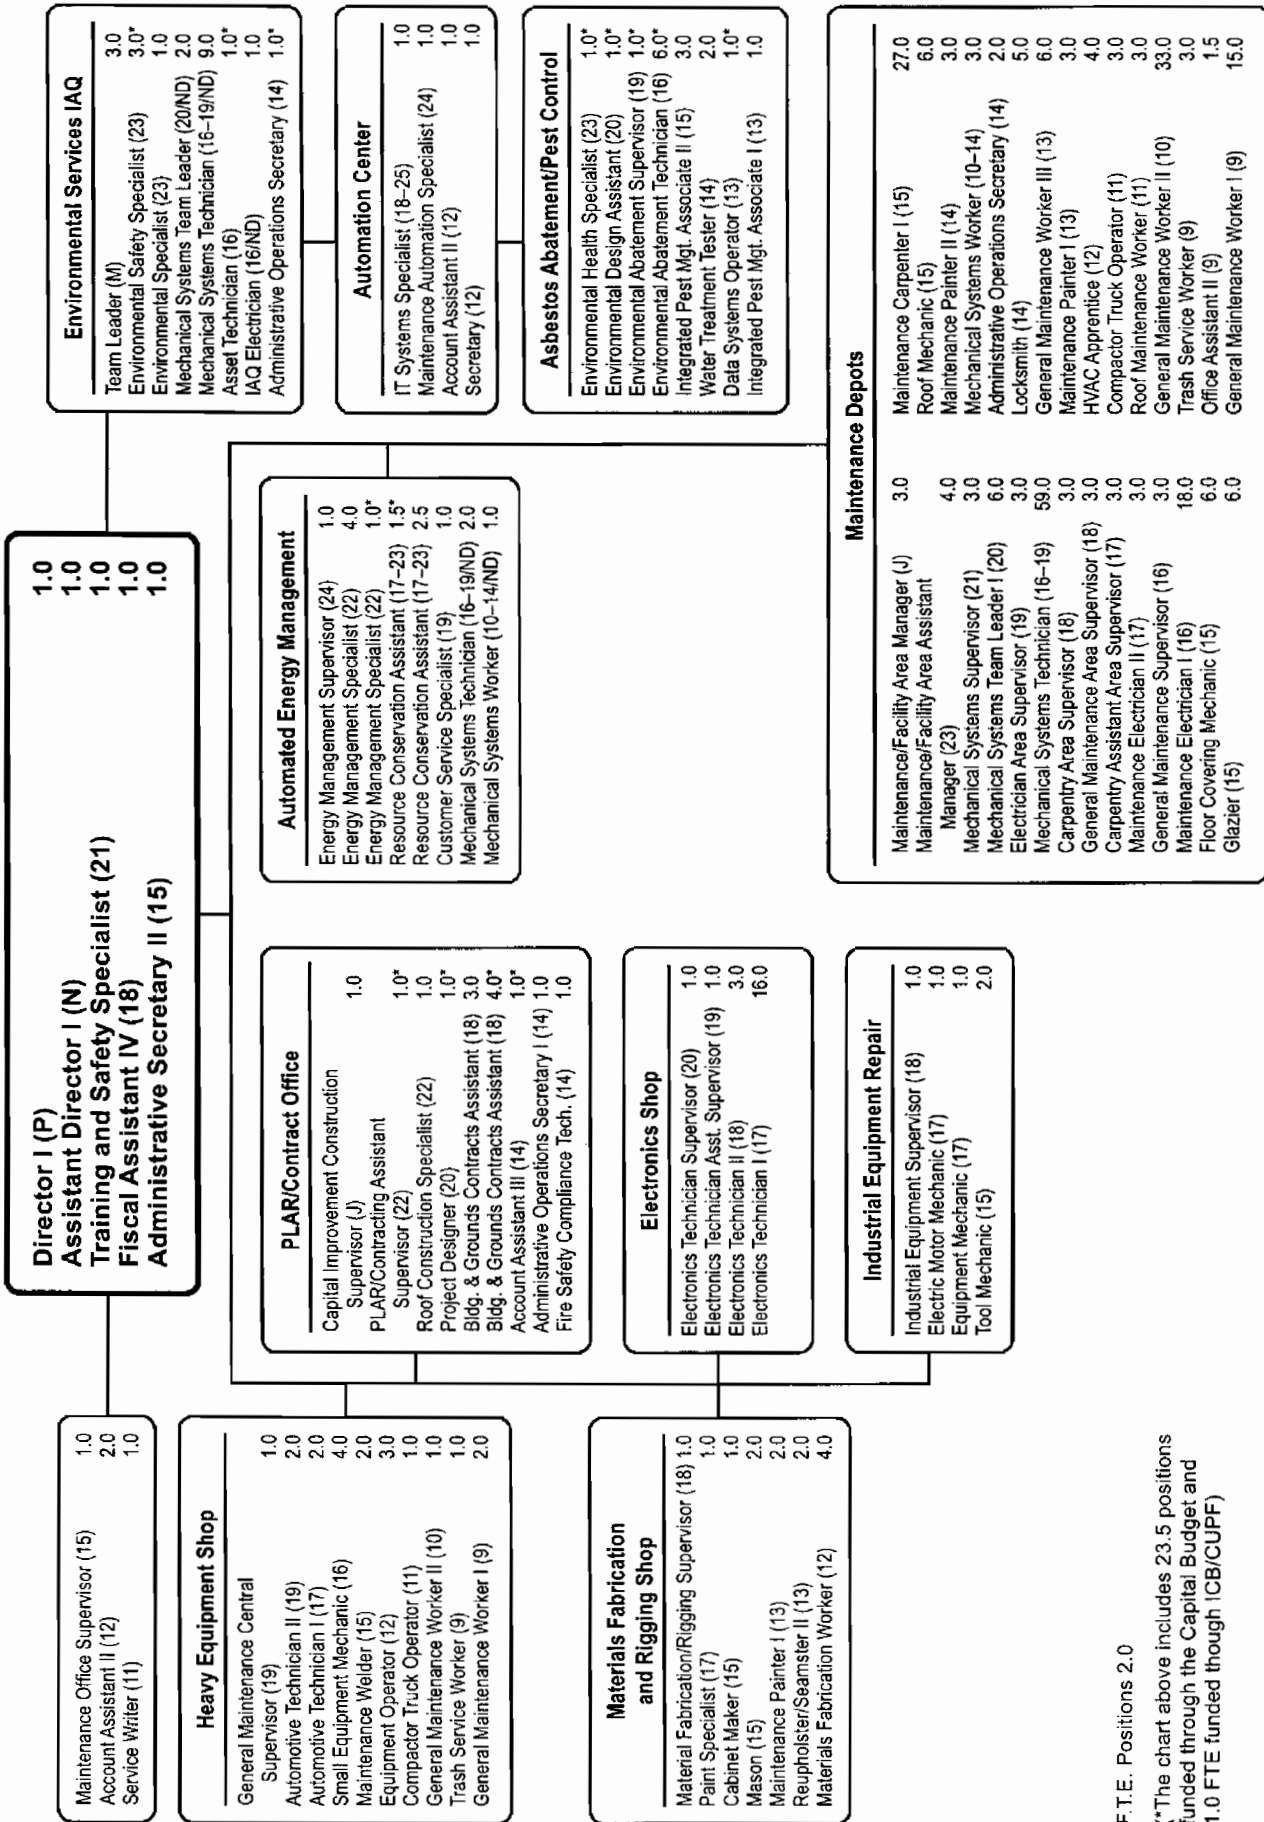 Director I (P) 1.0
Assistant Director I (N) 1.0
Training and Safety Specialist (21) 1.0
Fiscal Assistant IV (18) 1.0
Administrative Secretary II (15) 1.0
Maintenance Office Supervisor (15) 1.0
Account Assistant II (12) 2.0
Service Writer (11) 1.0
Heavy Equipment Shop
General Maintenance Central
Supervisor (19) 1.0
Automotive Technician II (19) 2.0
Automotive Technician I (17) 2.0
Small Equipment Mechanic (16) 4.0
Maintenance Welder (15) 2.0
Equipment Operator (12) 3.0
Compactor Truck Operator (11) 1.0
General Maintenance Worker II (10) 1.0
Trash Service Worker (9) 1.0
General Maintenance Worker I (9) 2.0
Materials Fabrication
and Rigging Shop
Material Fabrication/Rigging Supervisor (18) 1.0
Paint Specialist (17) 1.0
Cabinet Maker (15) 1.0
Mason (15) 2.0
Maintenance Painter I (13) 2.0
Reupholster/Seamster II (13) 2.0
Materials Fabrication Worker (12) 4.0
PLAR/Contract Office
Capital Improvement Construction
Supervisor (J) 1.0
PLAR/Contracting Assistant
Supervisor (22) 1.0*
Roof Construction Specialist (22) 1.0
Project Designer (20) 1.0*
Bldg. & Grounds Contracts Assistant (18) 3.0
Bldg. & Grounds Contracts Assistant (18) 4.0*
Account Assistant III (14) 1.0*
Administrative Operations Secretary I (14) 1.0
Fire Safety Compliance Tech. (14) 1.0
Electronics Shop
Electronics Technician Supervisor (20) 1.0
Electronics Technician Asst. Supervisor (19) 1.0
Electronics Technician II (18) 3.0
Electronics Technician I (17) 16.0
Industrial Equipment Repair
Industrial Equipment Supervisor (18) 1.0
Electric Motor Mechanic (17) 1.0
Equipment Mechanic (17) 1.0
Tool Mechanic (15) 2.0
Automated Energy Management
Energy Management Supervisor (24) 1.0
Energy Management Specialist (22) 4.0
Energy Management Specialist (22) 1.0*
Resource Conservation Assistant (17–23) 1.5*
Resource Conservation Assistant (17–23) 2.5
Customer Service Specialist (19) 1.0
Mechanical Systems Technician (16–19/ND) 2.0
Mechanical Systems Worker (10–14/ND) 1.0
Environmental Services IAQ
Team Leader (M) 3.0
Environmental Safety Specialist (23) 3.0*
Environmental Specialist (23) 1.0
Mechanical Systems Team Leader (20/ND) 2.0
Mechanical Systems Technician (16–19/ND) 9.0
Asset Technician (16) 1.0*
IAQ Electrician (16/ND) 1.0
Administrative Operations Secretary (14) 1.0*
Automation Center
IT Systems Specialist (18–25) 1.0
Maintenance Automation Specialist (24) 1.0
Account Assistant II (12) 1.0
Secretary (12) 1.0
Asbestos Abatement/Pest Control
Environmental Health Specialist (23) 1.0*
Environmental Design Assistant (20) 1.0*
Environmental Abatement Supervisor (19) 1.0*
Environmental Abatement Technician (16) 6.0*
Integrated Pest Mgt. Associate II (15) 3.0
Water Treatment Tester (14) 2.0
Data Systems Operator (13) 1.0*
Integrated Pest Mgt. Associate I (13) 1.0
Maintenance Depots
Maintenance/Facility Area Manager (J) 3.0
Maintenance/Facility Area Assistant
Manager (23) 4.0
Mechanical Systems Supervisor (21) 3.0
Mechanical Systems Team Leader I (20) 6.0
Electrician Area Supervisor (19) 3.0
Mechanical Systems Technician (16–19) 59.0
Carpentry Area Supervisor (18) 3.0
General Maintenance Area Supervisor (18) 3.0
Carpentry Assistant Area Supervisor (17) 3.0
Maintenance Electrician II (17) 3.0
General Maintenance Supervisor (16) 3.0
Maintenance Electrician I (16) 18.0
Floor Covering Mechanic (15) 6.0
Glazier (15) 6.0
Maintenance Carpenter I (15) 27.0
Roof Mechanic (15) 6.0
Maintenance Painter II (14) 3.0
Mechanical Systems Worker (10–14) 3.0
Administrative Operations Secretary (14) 2.0
Locksmith (14) 5.0
General Maintenance Worker III (13) 6.0
Maintenance Painter I (13) 3.0
HVAC Apprentice (12) 4.0
Compactor Truck Operator (11) 3.0
Roof Maintenance Worker (11) 3.0
General Maintenance Worker II (10) 33.0
Trash Service Worker (9) 3.0
Office Assistant II (9) 1.5
General Maintenance Worker I (9) 15.0
F.T.E. Positions 2.0
(*The chart above includes 23.5 positions
funded through the Capital Budget and
1.0 FTE funded though ICB/CUPF)